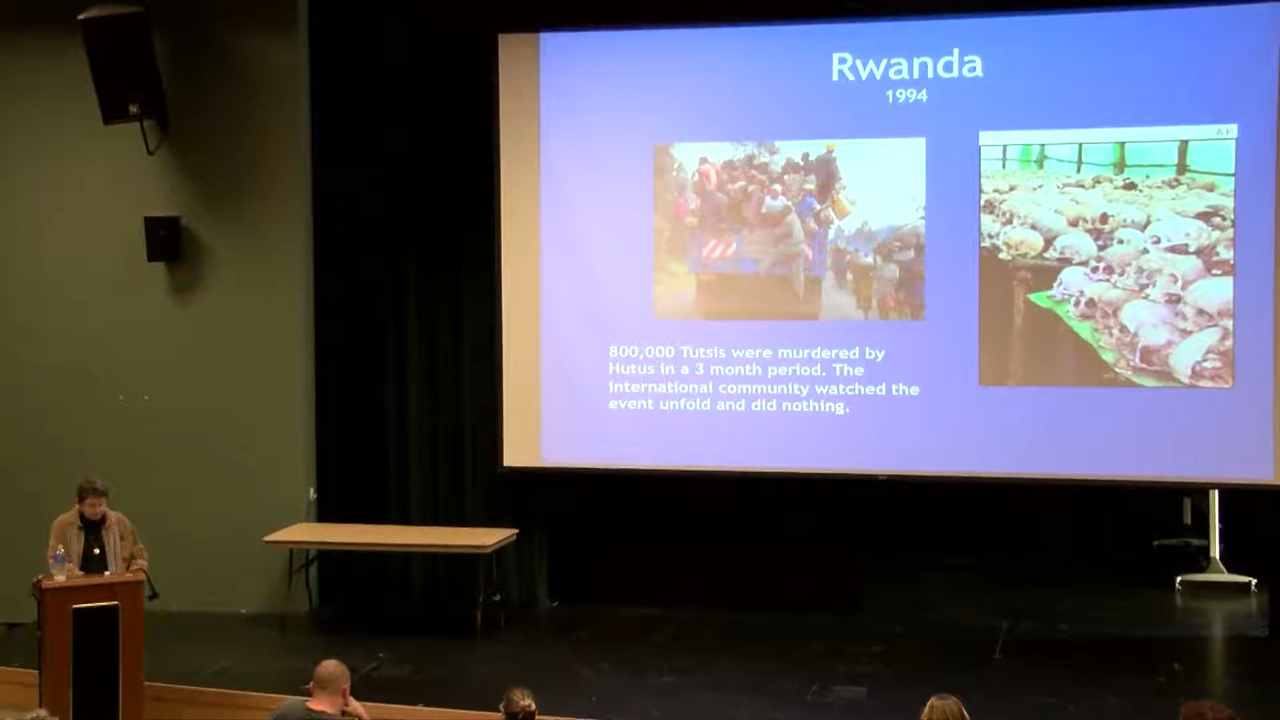 Rwanda
1994
AP
800,000 Tutsis were murdered by
Hutus in a 3 month period. The
international community watched the
event unfold and did nothing.